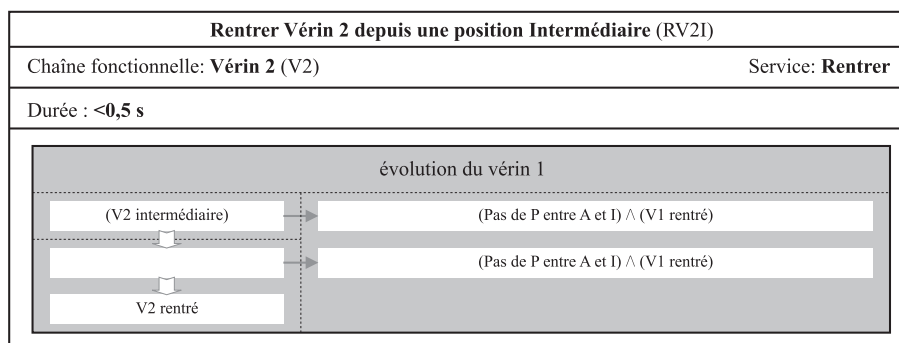 Rentrer Vérin 2 depuis une position Intermédiaire (RV2I)
Chaîne fonctionnelle: Vérin 2 (V2) Service: Rentrer
Durée : <0,5 s
évolution du vérin 1
(V2 intermédiaire) (Pas de P entre A et I) ∧ (V1 rentré)
(Pas de P entre A et I) ∧ (V1 rentré)
V2 rentré